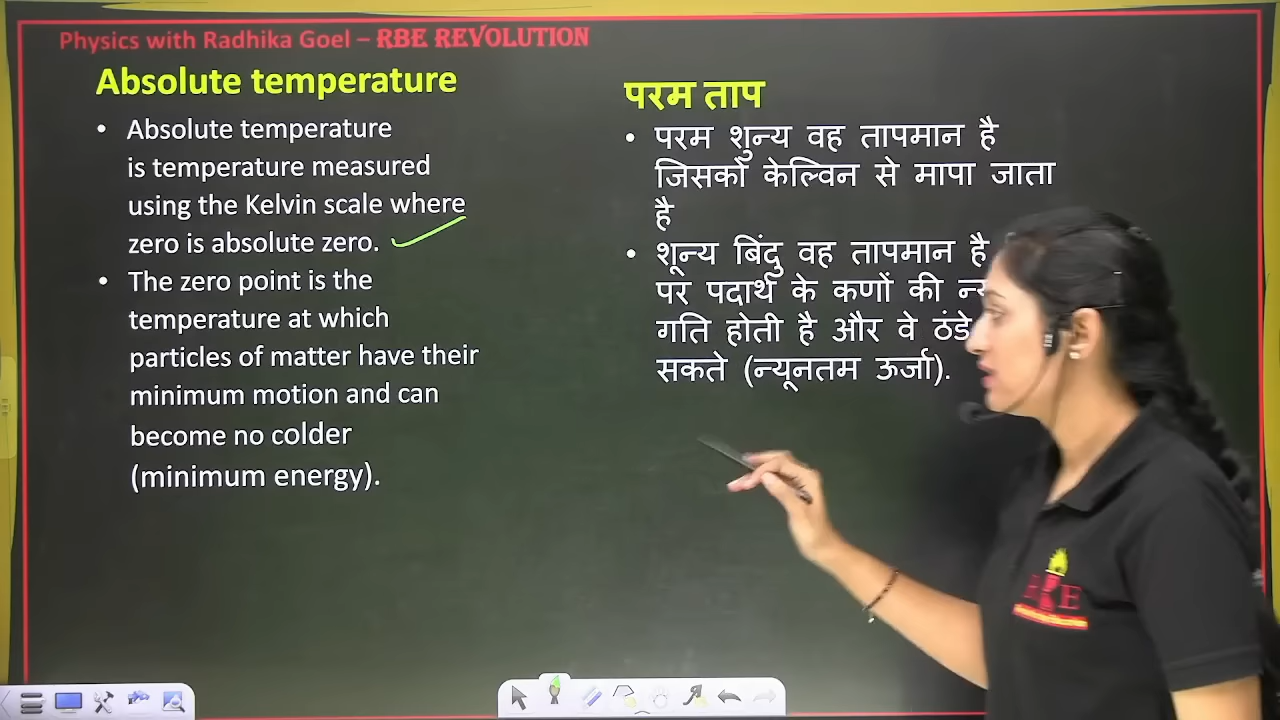 Physics with Radhika Goel – RBE REVOLUTION
Absolute temperature
• Absolute temperature
is temperature measured
using the Kelvin scale where
zero is absolute zero.
• The zero point is the
temperature at which
particles of matter have their
minimum motion and can
become no colder
(minimum energy).
परम ताप
• परम शुन्य वह तापमान है
जिसको केल्विन से मापा जाता
है
• शून्य बिंदु वह तापमान है
पर पदार्थ के कणों की
गति होती है और वे ठंडे
सकते (न्यूनतम ऊर्जा).